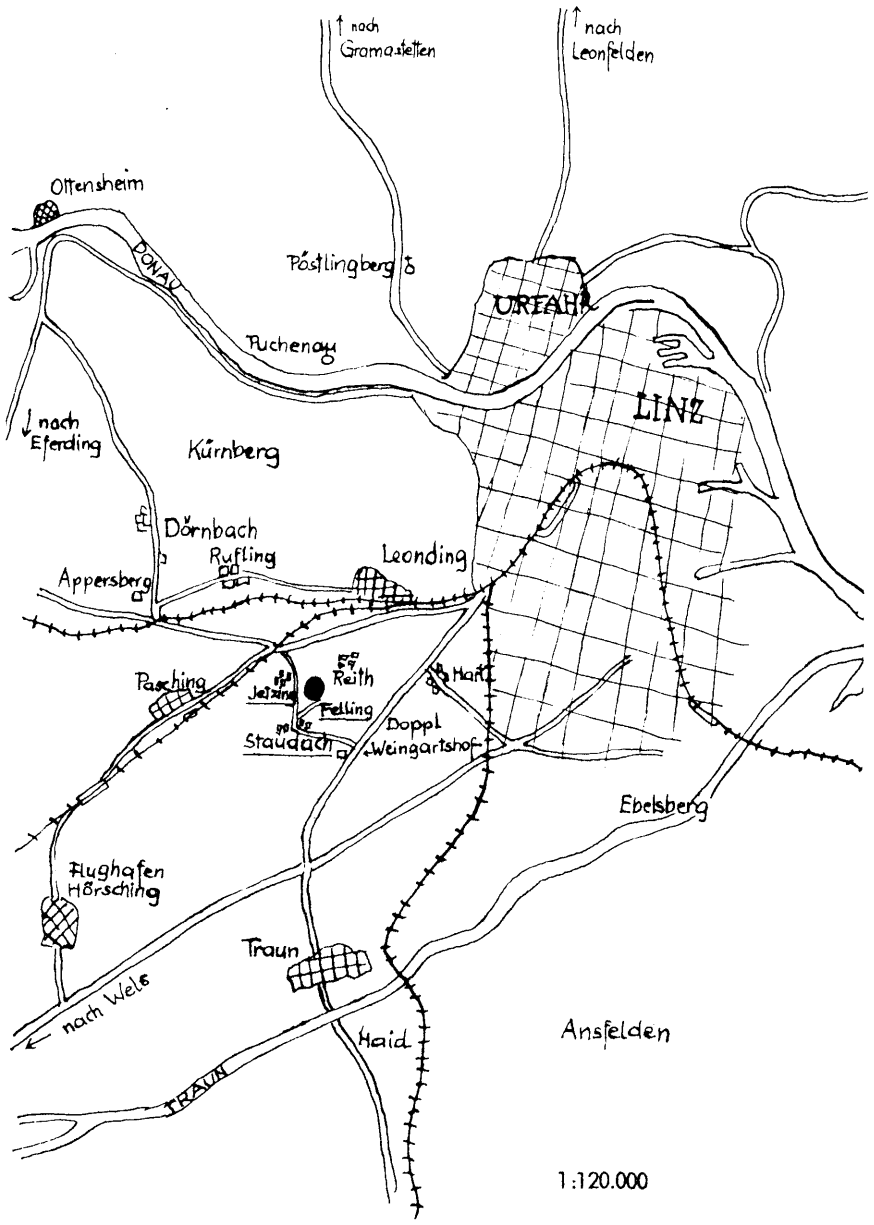 ↑ nach
Gramastetten
↑ nach
Leonfelden
Ottensheim
DONAU
Pöstlingberg
URFAHR
Puchenau
LINZ
↓ nach
Eferding
Kürnberg
Dörnbach
Rufling
Leonding
Appersberg
Pasching
Reith
Hart
Jetzing
Felling
Doppl
Staudach
←Weingartshof
Ebelsberg
Flughafen
Hörsching
Traun
← nach Wels
Haid
Ansfelden
TRAUN
1:120.000